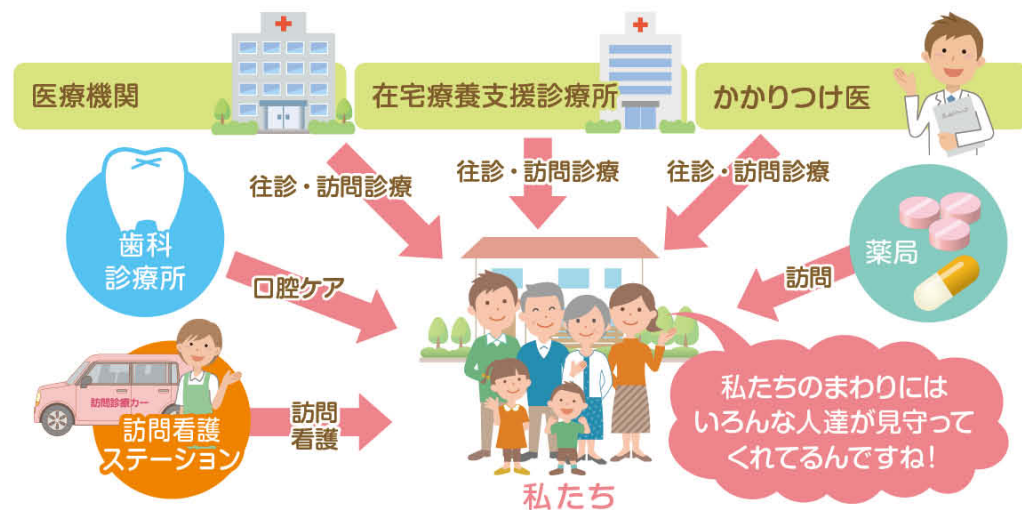 医療機関
在宅療養支援診療所
かかりつけ医
往診・訪問診療
往診・訪問診療
往診・訪問診療
歯科
診療所
薬局
口腔ケア
訪問
訪問診療カー
訪問看護
ステーション
訪問
看護
私たちのまわりには
いろんな人達が見守って
くれてるんですね!
私たち